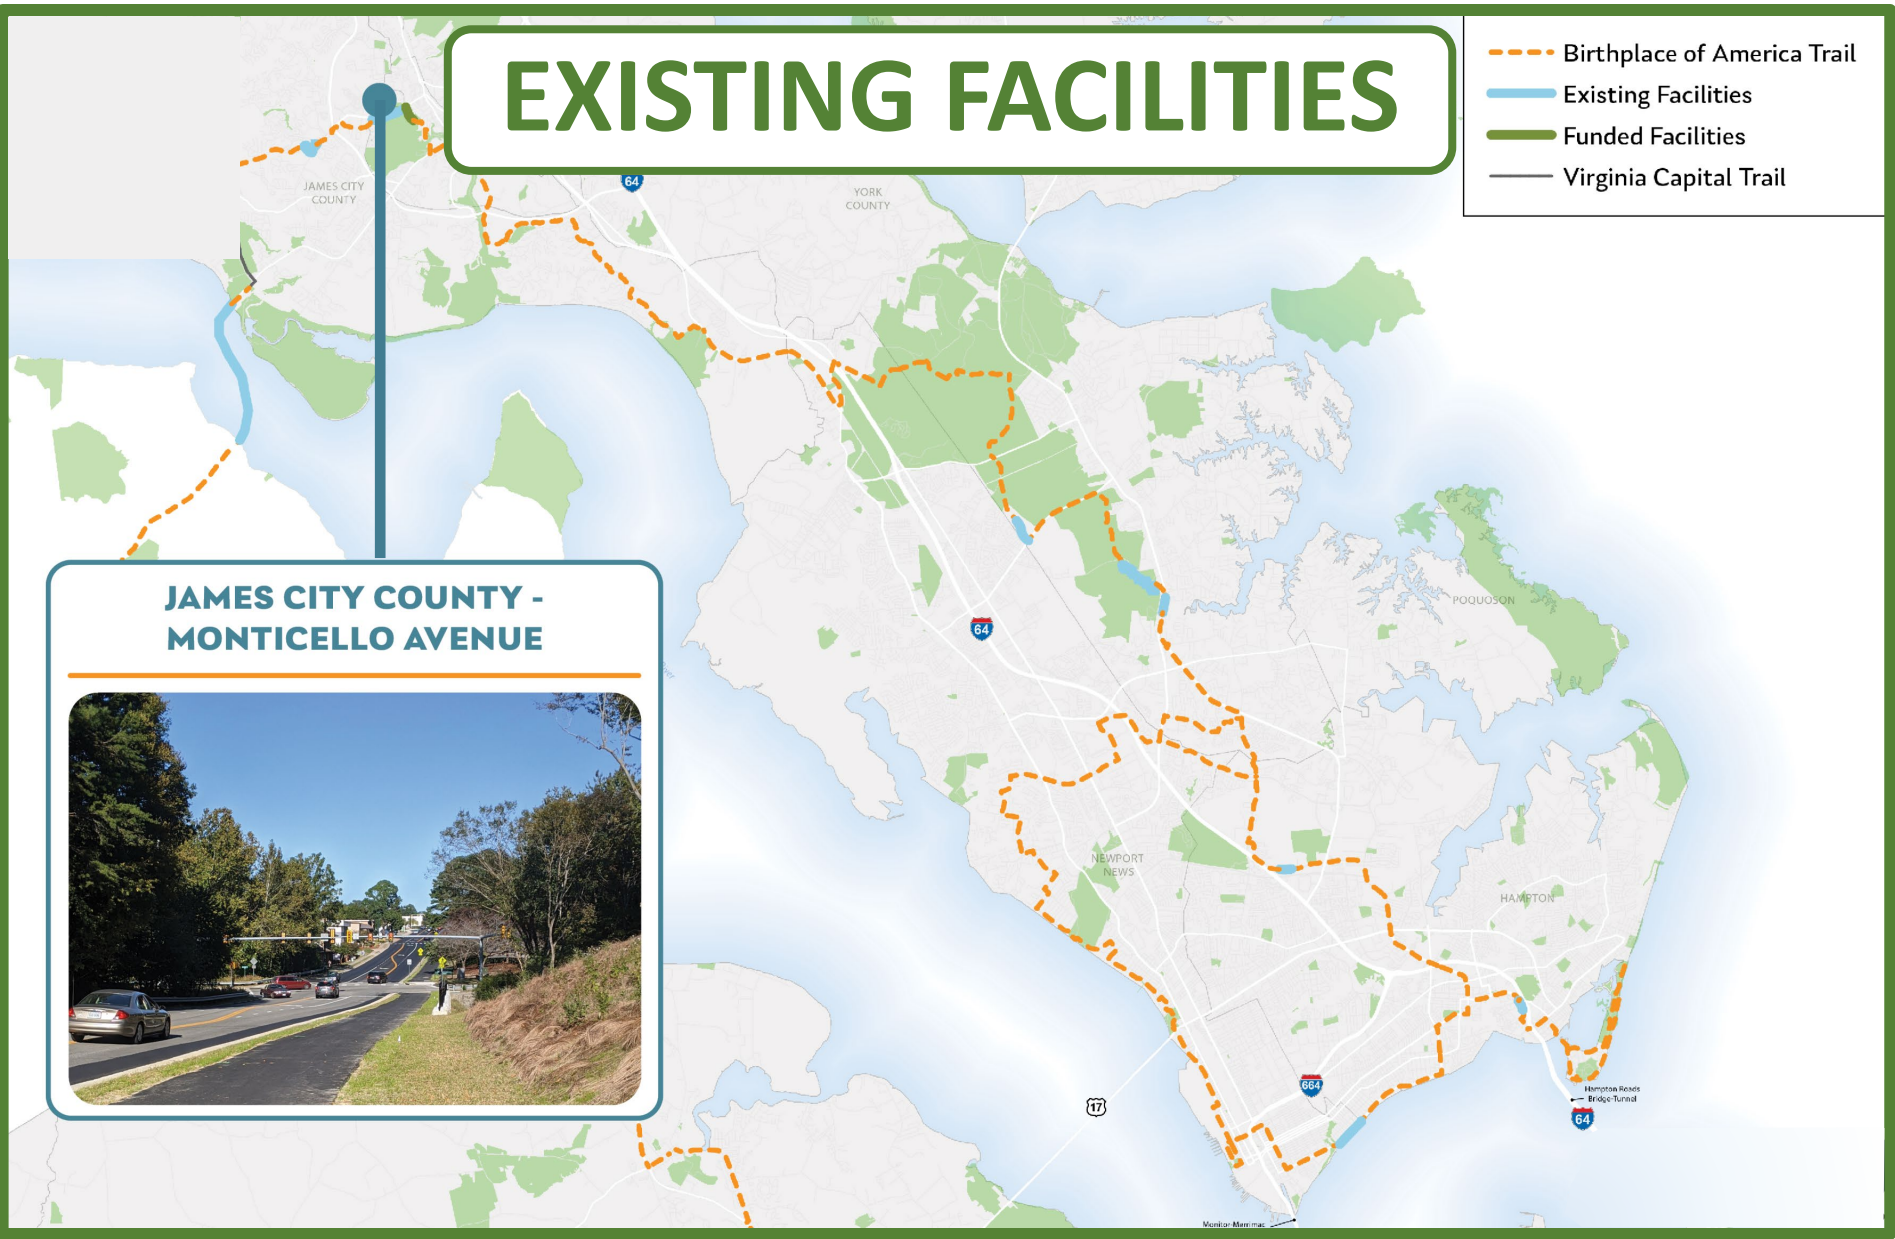 EXISTING FACILITIES
Birthplace of America Trail
Existing Facilities
Funded Facilities
Virginia Capital Trail
JAMES CITY
COUNTY
64
YORK
COUNTY
JAMES CITY COUNTY -
MONTICELLO AVENUE
64
POQUOSON
NEWPORT
NEWS
HAMPTON
664
17
Hampton Roads
Bridge-Tunnel
64
Monitor-Merrimac